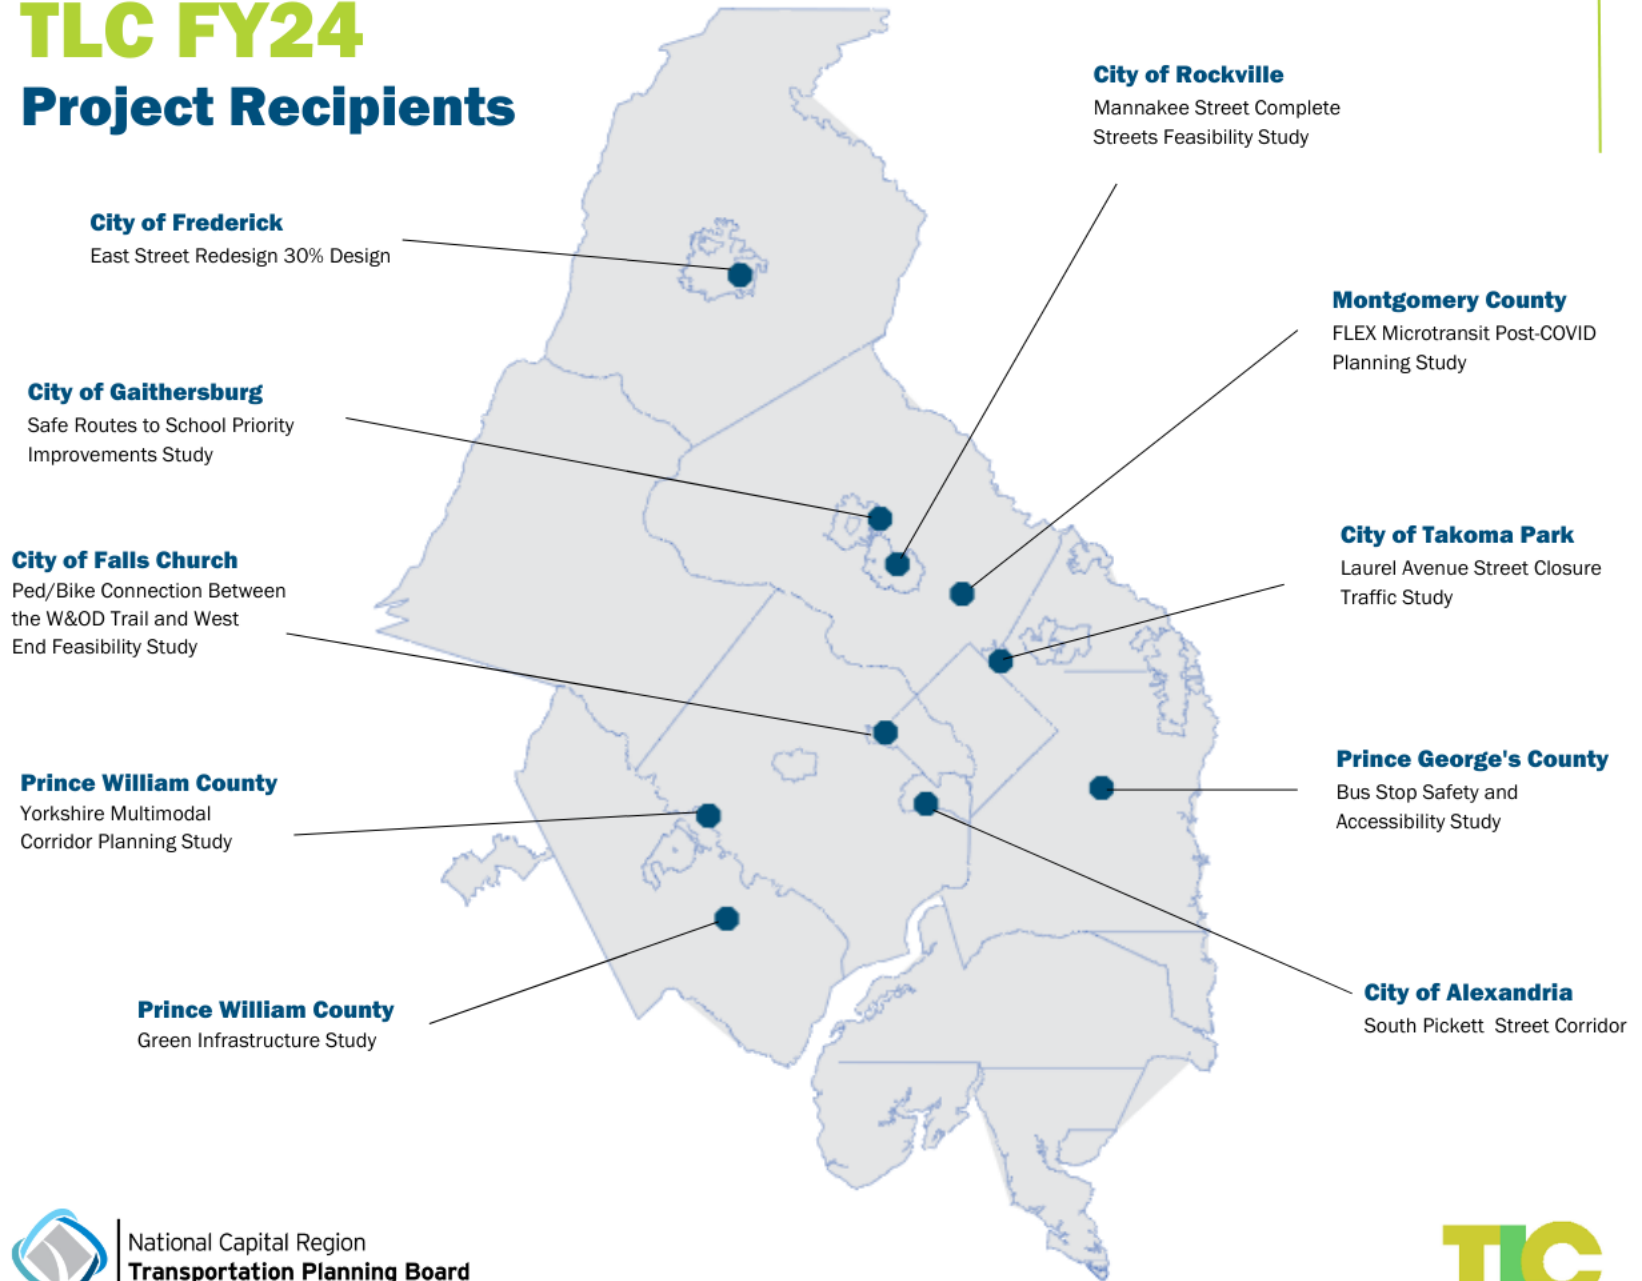 TLC FY24
Project Recipients
City of Rockville
Mannakee Street Complete
Streets Feasibility Study
City of Frederick
East Street Redesign 30% Design
Montgomery County
FLEX Microtransit Post-COVID
Planning Study
City of Gaithersburg
Safe Routes to School Priority
Improvements Study
City of Takoma Park
Laurel Avenue Street Closure
Traffic Study
City of Falls Church
Ped/Bike Connection Between
the W&OD Trail and West
End Feasibility Study
Prince George's County
Bus Stop Safety and
Accessibility Study
Prince William County
Yorkshire Multimodal
Corridor Planning Study
City of Alexandria
South Pickett Street Corridor
Prince William County
Green Infrastructure Study
National Capital Region
Transportation Planning Board
TLC